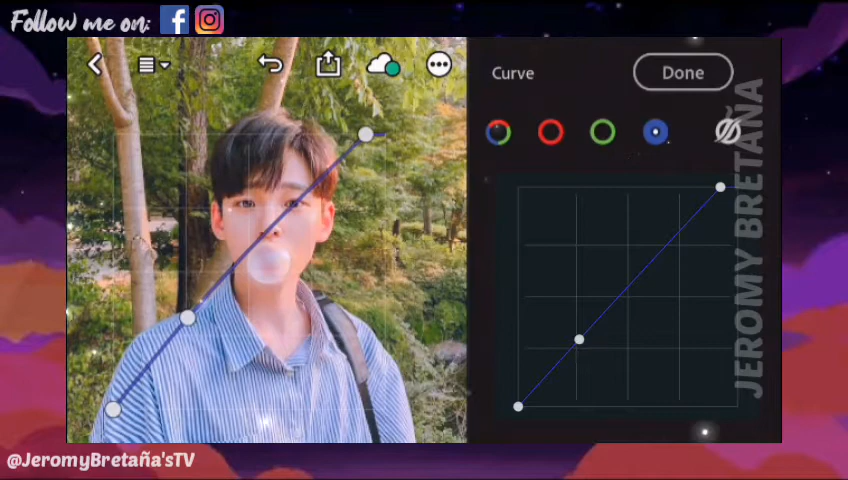 Follow me on:
Curve
Done
JEROMY BRETAÑA
@JeromyBretaña'sTV